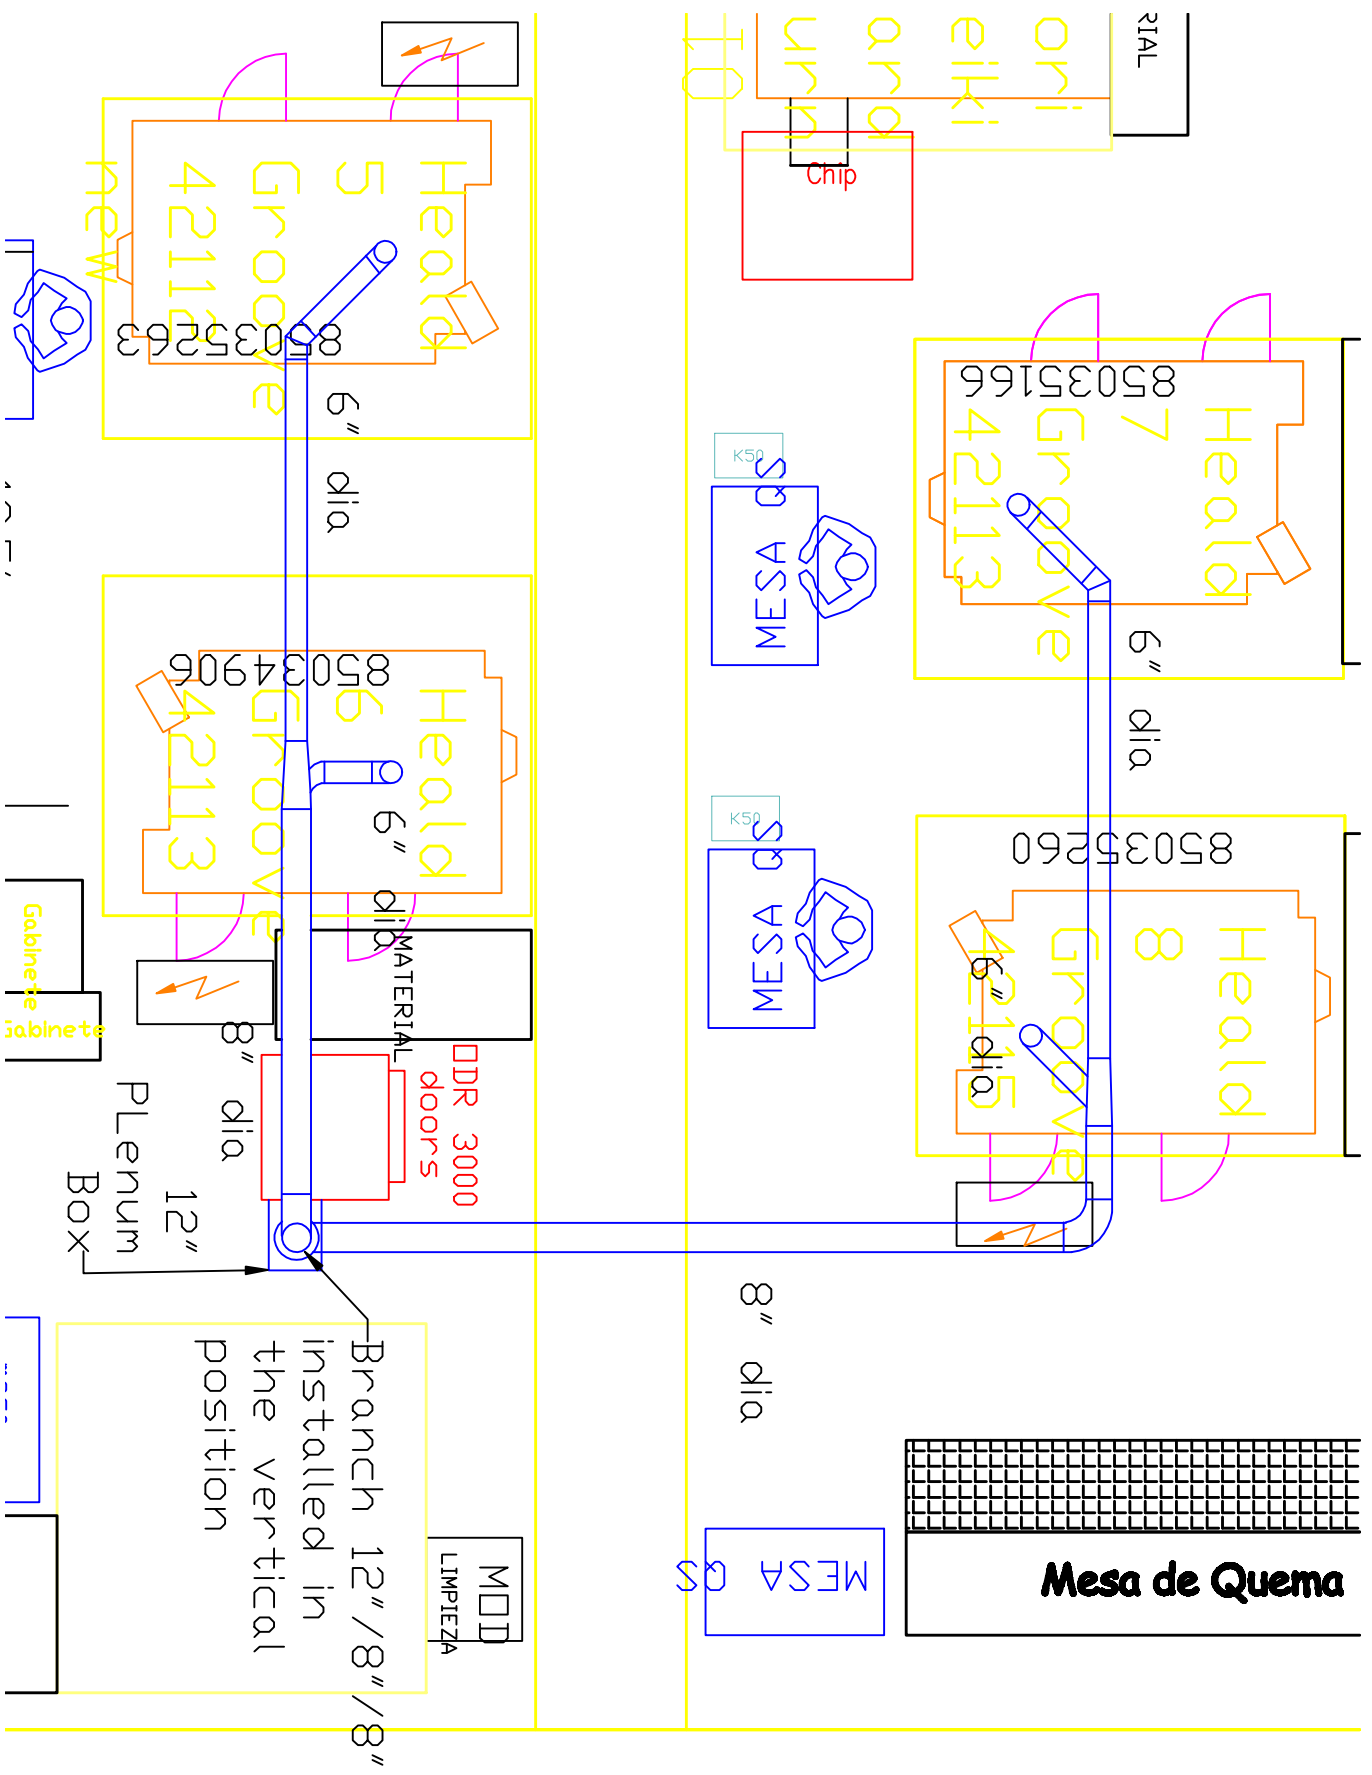 Heald
5
Groove
42112
new
85035263
6" dia
Heald
6
Groove
42113
85034906
6" dia
MATERIAL
8" dia
DDR 3000
doors
12"
PLenum
Box
Gabinete
Gabinete
Branch 12"/8"/8"
installed in
the vertical
position
MOD
LIMPIEZA
Chip
K50
MESA QS
K50
MESA QS
85035166
Heald
7
Groove
42113
6" dia
85035260
Heald
8
Groove
42115
6" dia
8" dia
MESA QS
Mesa de Quema